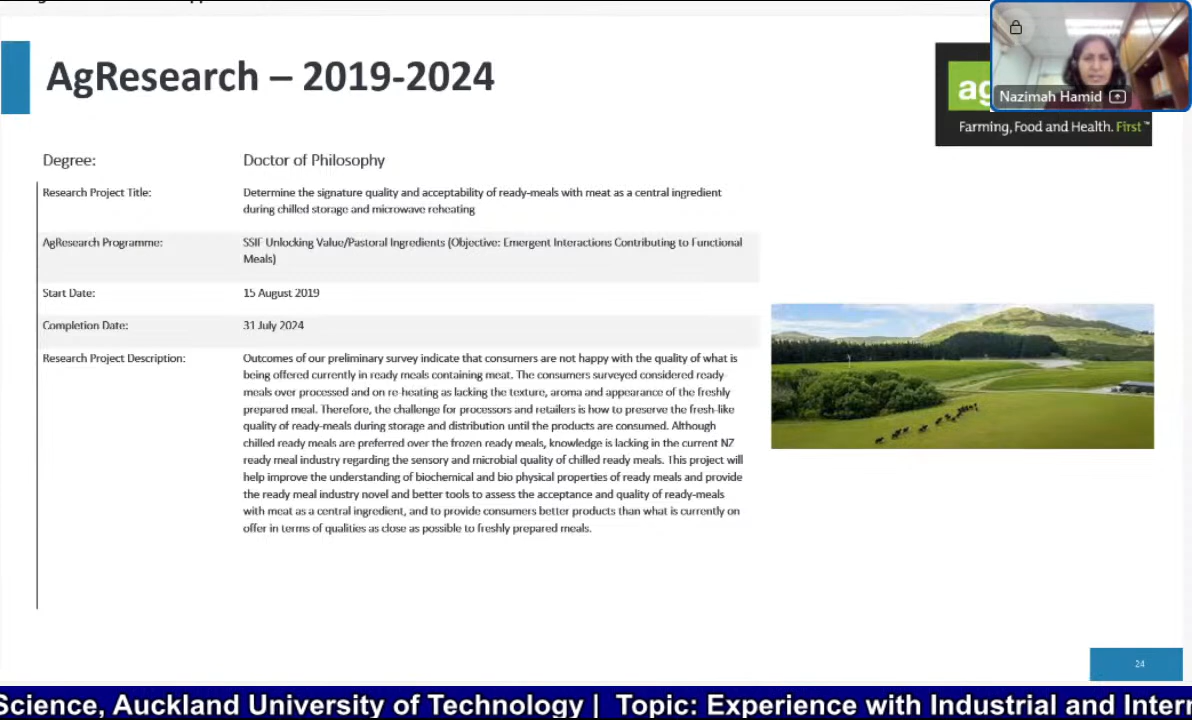 AgResearch – 2019-2024
ag
Farming, Food and Health. First™
Nazimah Hamid
Degree: Doctor of Philosophy
Research Project Title: Determine the signature quality and acceptability of ready-meals with meat as a central ingredient
during chilled storage and microwave reheating
AgResearch Programme: SSIF Unlocking Value/Pastoral Ingredients (Objective: Emergent Interactions Contributing to Functional
Meals)
Start Date: 15 August 2019
Completion Date: 31 July 2024
Research Project Description: Outcomes of our preliminary survey indicate that consumers are not happy with the quality of what is
being offered currently in ready meals containing meat. The consumers surveyed considered ready-
meals over processed and on re-heating as lacking the texture, aroma and appearance of the freshly
prepared meal. Therefore, the challenge for processors and retailers is how to preserve the fresh-like
quality of ready-meals during storage and distribution until the products are consumed. Although
chilled ready meals are preferred over the frozen ready meals, knowledge is lacking in the current NZ
ready meal industry regarding the sensory and microbial quality of chilled ready meals. This project will
help improve the understanding of biochemical and bio physical properties of ready meals and provide
the ready meal industry novel and better tools to assess the acceptance and quality of ready-meals
with meat as a central ingredient, and to provide consumers better products than what is currently on
offer in terms of qualities as close as possible to freshly prepared meals.
24
Science, Auckland University of Technology | Topic: Experience with Industrial and Inter